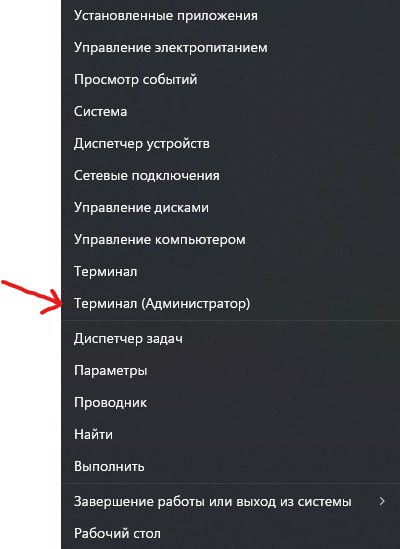 Установленные приложения
Управление электропитанием
Просмотр событий
Система
Диспетчер устройств
Сетевые подключения
Управление дисками
Управление компьютером
Терминал
Терминал (Администратор)
Диспетчер задач
Параметры
Проводник
Найти
Выполнить
Завершение работы или выход из системы
Рабочий стол